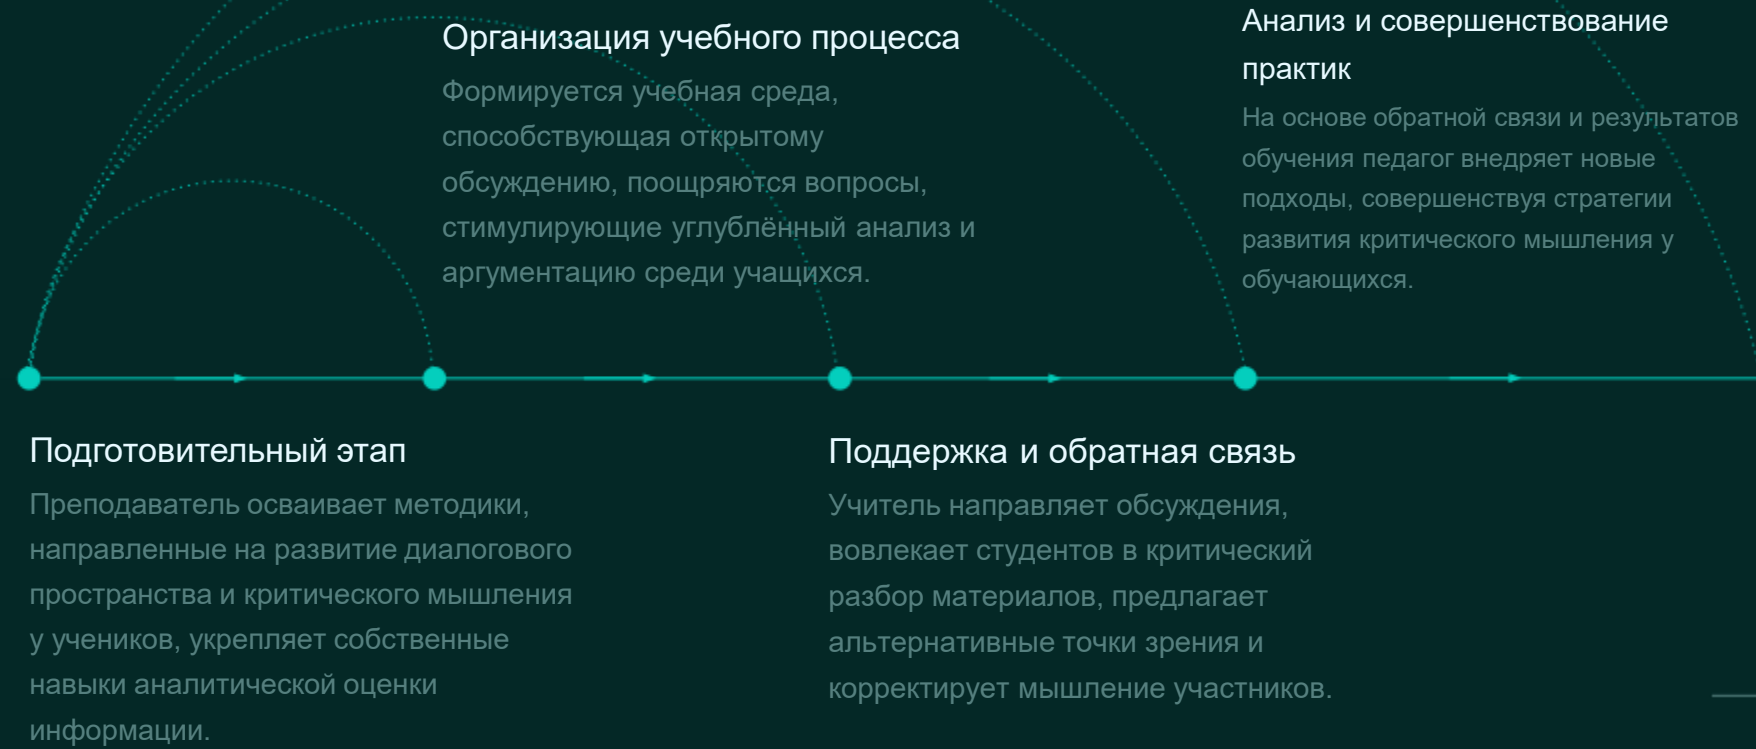 Организация учебного процесса
Формируется учебная среда,
способствующая открытому
обсуждению, поощряются вопросы,
стимулирующие углублённый анализ и
аргументацию среди учащихся.
Анализ и совершенствование
практик
На основе обратной связи и результатов
обучения педагог внедряет новые
подходы, совершенствуя стратегии
развития критического мышления у
обучающихся.
Подготовительный этап
Преподаватель осваивает методики,
направленные на развитие диалогового
пространства и критического мышления
у учеников, укрепляет собственные
навыки аналитической оценки
информации.
Поддержка и обратная связь
Учитель направляет обсуждения,
вовлекает студентов в критический
разбор материалов, предлагает
альтернативные точки зрения и
корректирует мышление участников.